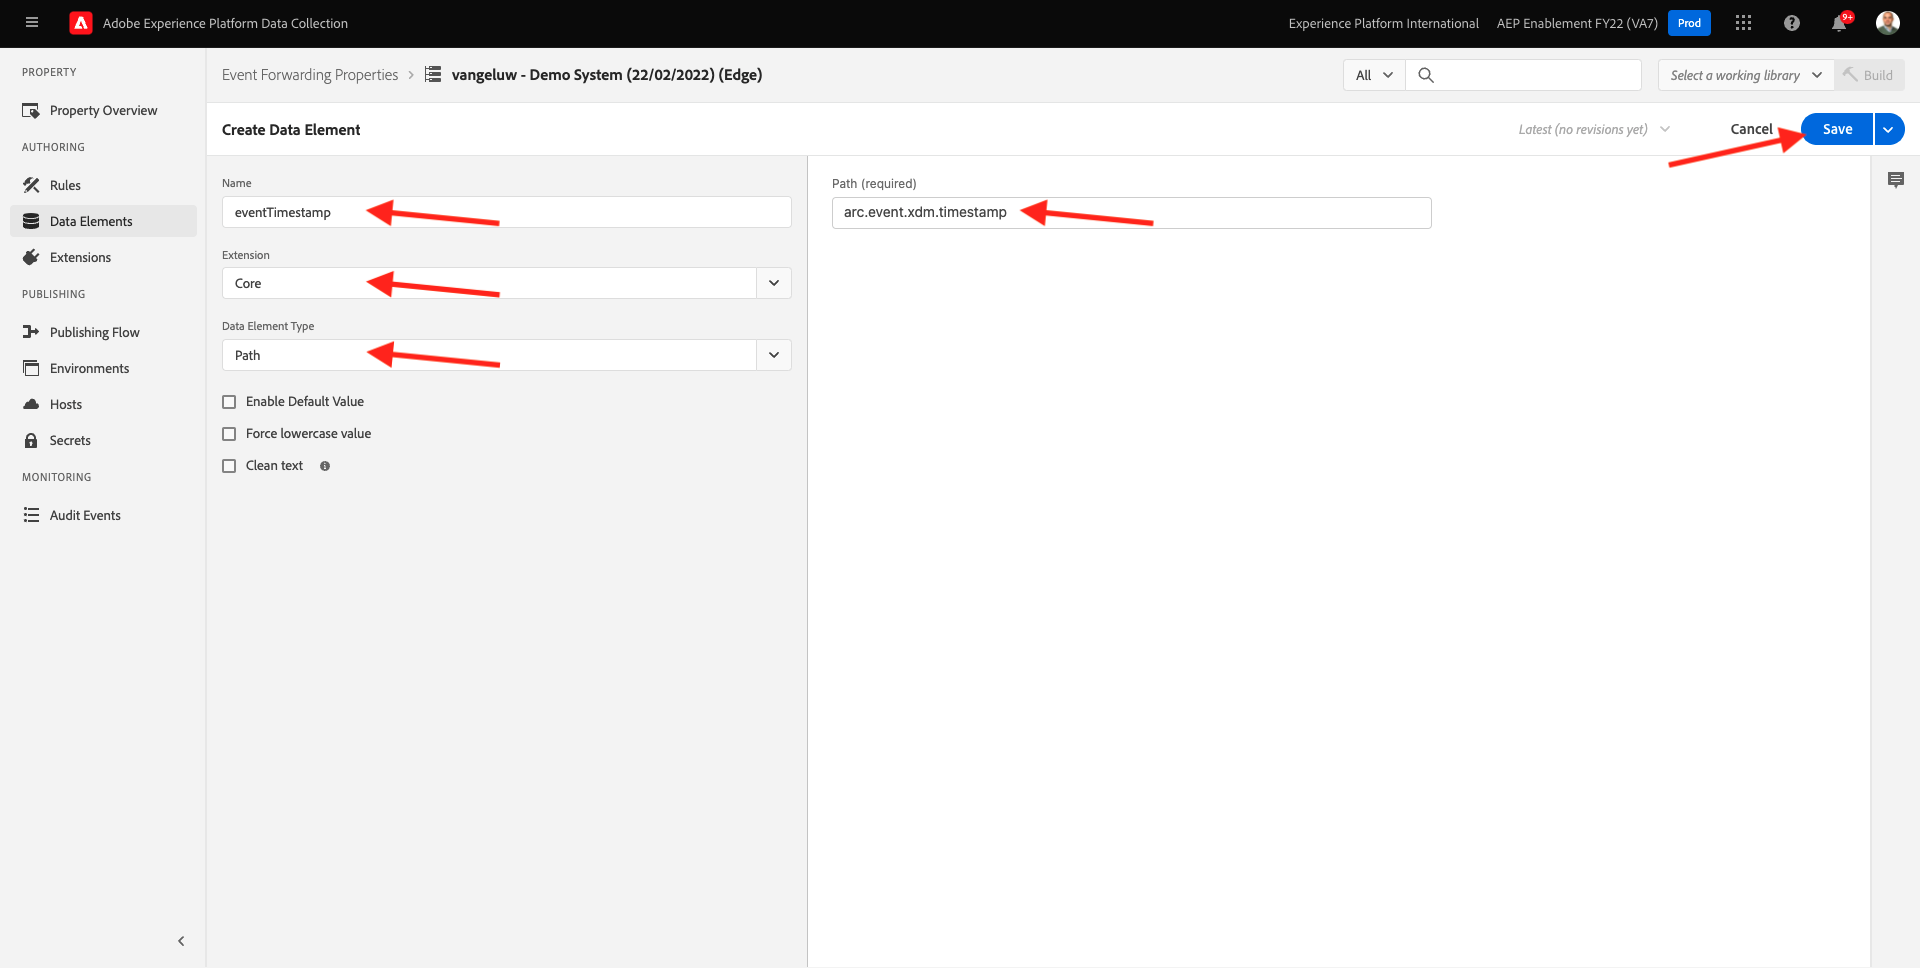 Adobe Experience Platform Data Collection
Experience Platform International
AEP Enablement FY22 (VA7)
Prod
9+
PROPERTY
Property Overview
AUTHORING
Rules
Data Elements
Extensions
PUBLISHING
Publishing Flow
Environments
Hosts
Secrets
MONITORING
Audit Events
Event Forwarding Properties
vangeluw - Demo System (22/02/2022) (Edge)
All
Select a working library
Build
Create Data Element
Latest (no revisions yet)
Cancel
Save
Name
eventTimestamp
Extension
Core
Data Element Type
Path
Enable Default Value
Force lowercase value
Clean text
Path (required)
arc.event.xdm.timestamp